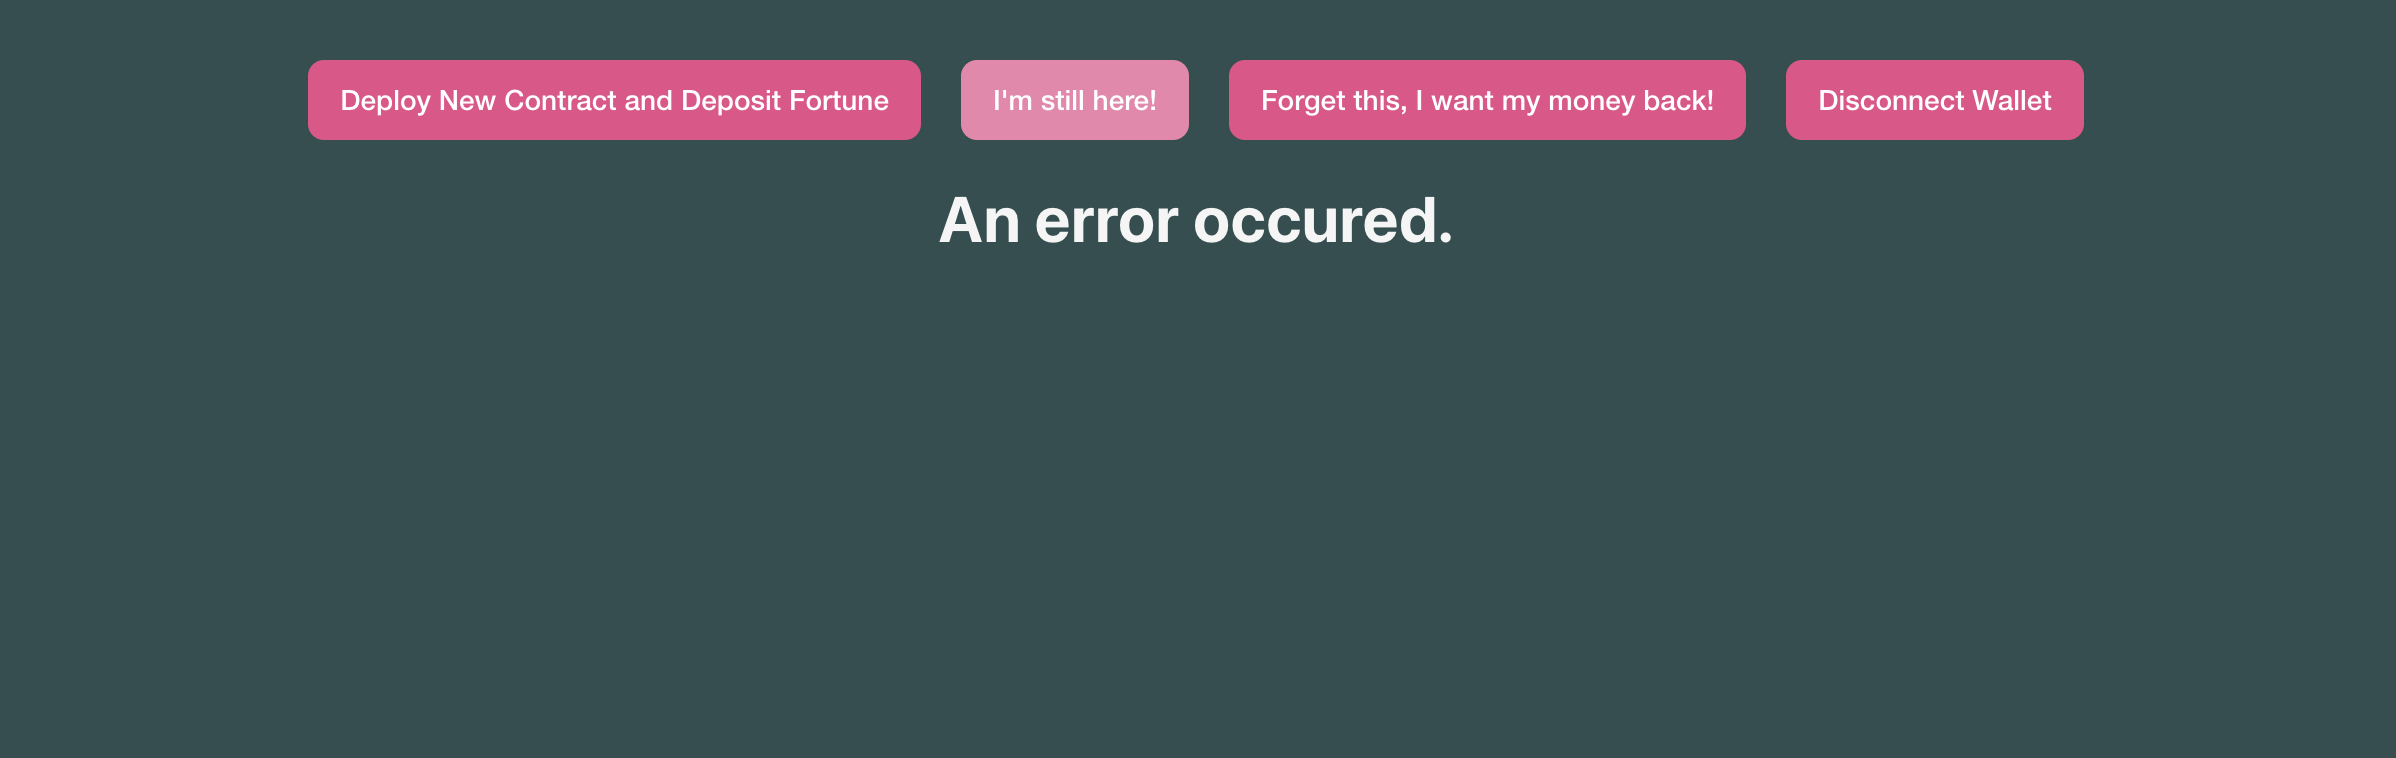 Deploy New Contract and Deposit Fortune
I'm still here!
Forget this, I want my money back!
Disconnect Wallet
An error occured.